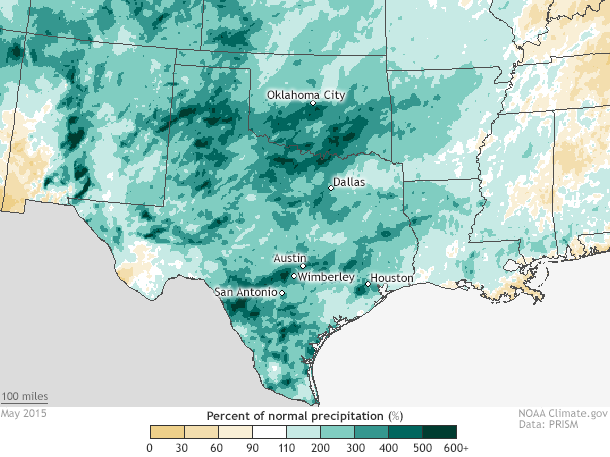 Oklahoma City
Dallas
Austin
Wimberley
Houston
San Antonio
100 miles
May 2015
Percent of normal precipitation (%)
NOAA Climate.gov
Data: PRISM
0 30 60 90 110 200 300 400 500 600+